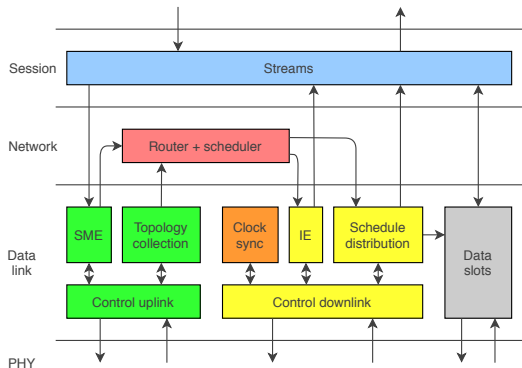 Session
Streams
Network
Router + scheduler
Data
link
SME
Topology
collection
Clock
sync
IE
Schedule
distribution
Data
slots
Control uplink
Control downlink
PHY